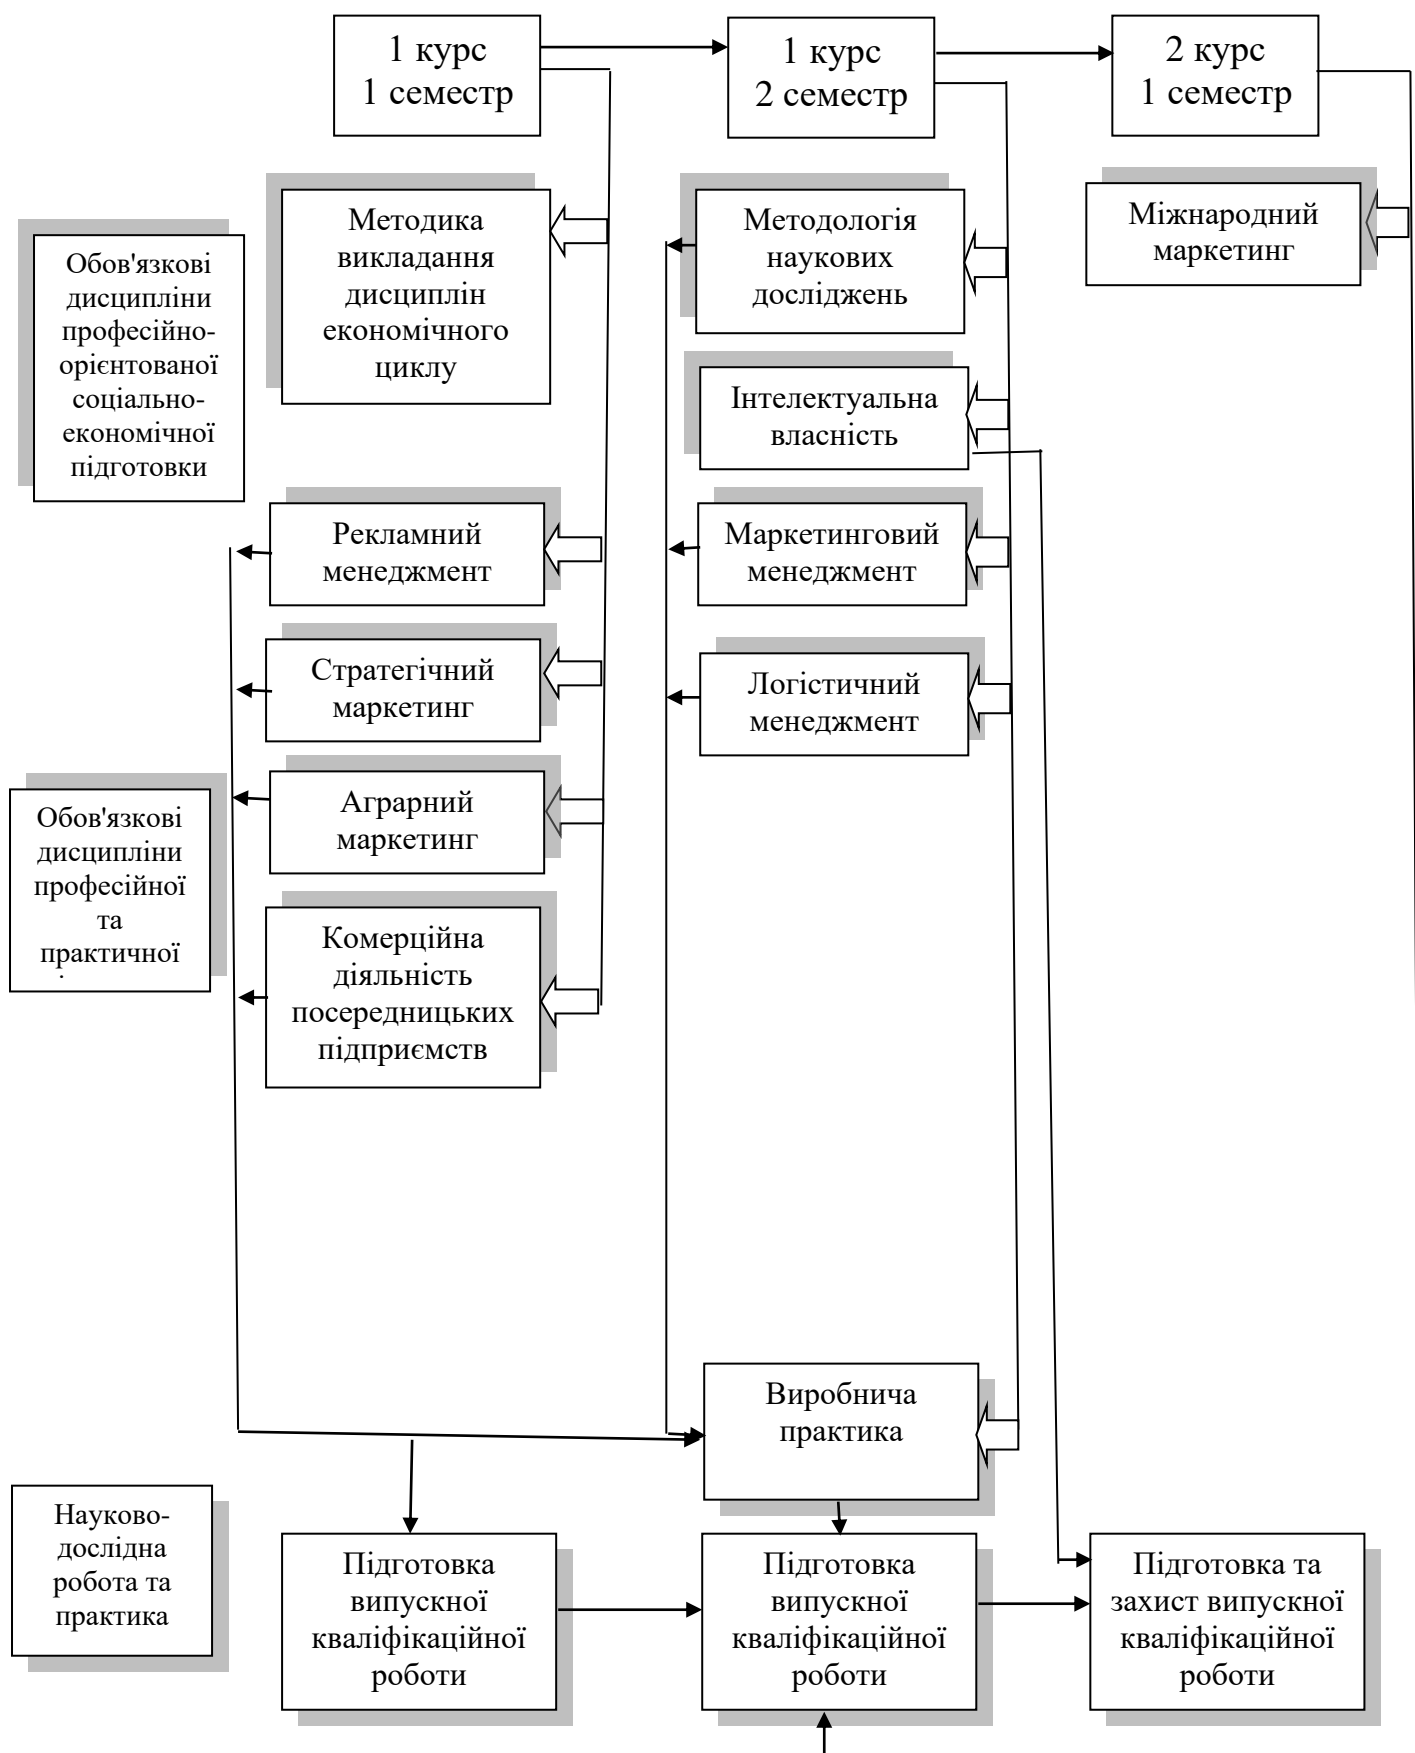 1 курс
1 семестр
1 курс
2 семестр
2 курс
1 семестр
Обов'язкові
дисципліни
професійно-
орієнтованої
соціально-
економічної
підготовки
Методика
викладання
дисциплін
економічного
циклу
Методологія
наукових
досліджень
Міжнародний
маркетинг
Інтелектуальна
власність
Рекламний
менеджмент
Маркетинговий
менеджмент
Стратегічний
маркетинг
Логістичний
менеджмент
Обов'язкові
дисципліни
професійної
та
практичної
Аграрний
маркетинг
Комерційна
діяльність
посередницьких
підприємств
Виробнича
практика
Науково-
дослідна
робота та
практика
Підготовка
випускної
кваліфікаційної
роботи
Підготовка
випускної
кваліфікаційної
роботи
Підготовка та
захист випускної
кваліфікаційної
роботи